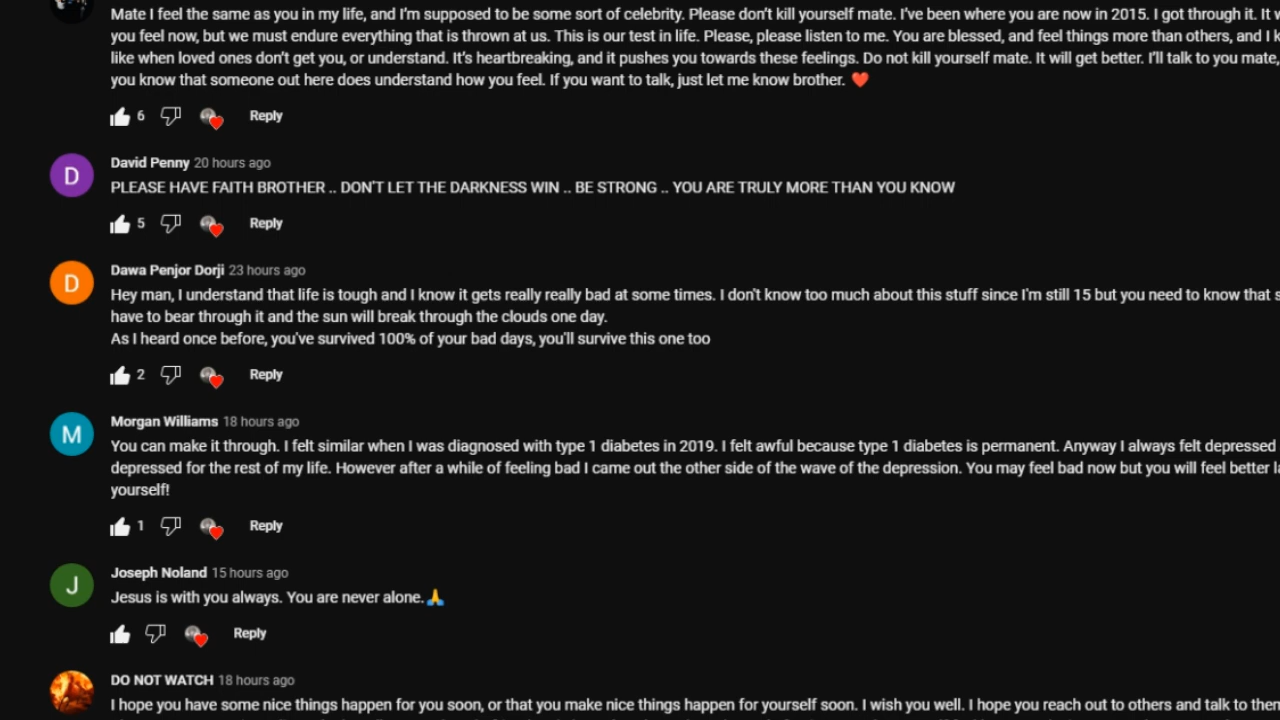 Mate I feel the same as you in my life, and I'm supposed to be some sort of celebrity. Please don't kill yourself mate. I've been where you are now in 2015. I got through it. It
you feel now, but we must endure everything that is thrown at us. This is our test in life. Please, please listen to me. You are blessed, and feel things more than others, and I
like when loved ones don't get you, or understand. It's heartbreaking, and it pushes you towards these feelings. Do not kill yourself mate. It will get better. I'll talk to you mate,
you know that someone out here does understand how you feel. If you want to talk, just let me know brother. ❤️
6 Reply
D
David Penny 20 hours ago
PLEASE HAVE FAITH BROTHER .. DON'T LET THE DARKNESS WIN .. BE STRONG .. YOU ARE TRULY MORE THAN YOU KNOW
5 Reply
D
Dawa Penjor Dorji 23 hours ago
Hey man, I understand that life is tough and I know it gets really really bad at some times. I don't know too much about this stuff since I'm still 15 but you need to know that
have to bear through it and the sun will break through the clouds one day.
As I heard once before, you've survived 100% of your bad days, you'll survive this one too
2 Reply
M
Morgan Williams 18 hours ago
You can make it through. I felt similar when I was diagnosed with type 1 diabetes in 2019. I felt awful because type 1 diabetes is permanent. Anyway I always felt depressed
depressed for the rest of my life. However after a while of feeling bad I came out the other side of the wave of the depression. You may feel bad now but you will feel better
yourself!
1 Reply
J
Joseph Noland 15 hours ago
Jesus is with you always. You are never alone.🙏
Reply
DO NOT WATCH 18 hours ago
I hope you have some nice things happen for you soon, or that you make nice things happen for yourself soon. I wish you well. I hope you reach out to others and talk to